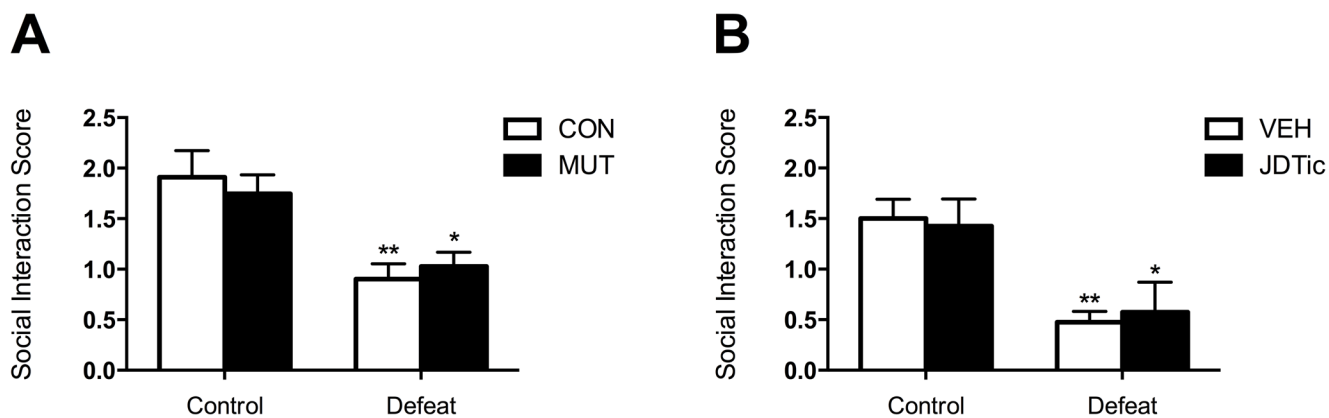 A
Social Interaction Score
2.5
2.0
1.5
1.0
0.5
0.0
** *
Control Defeat
CON
MUT
B
Social Interaction Score
2.5
2.0
1.5
1.0
0.5
0.0
** *
Control Defeat
VEH
JDTic